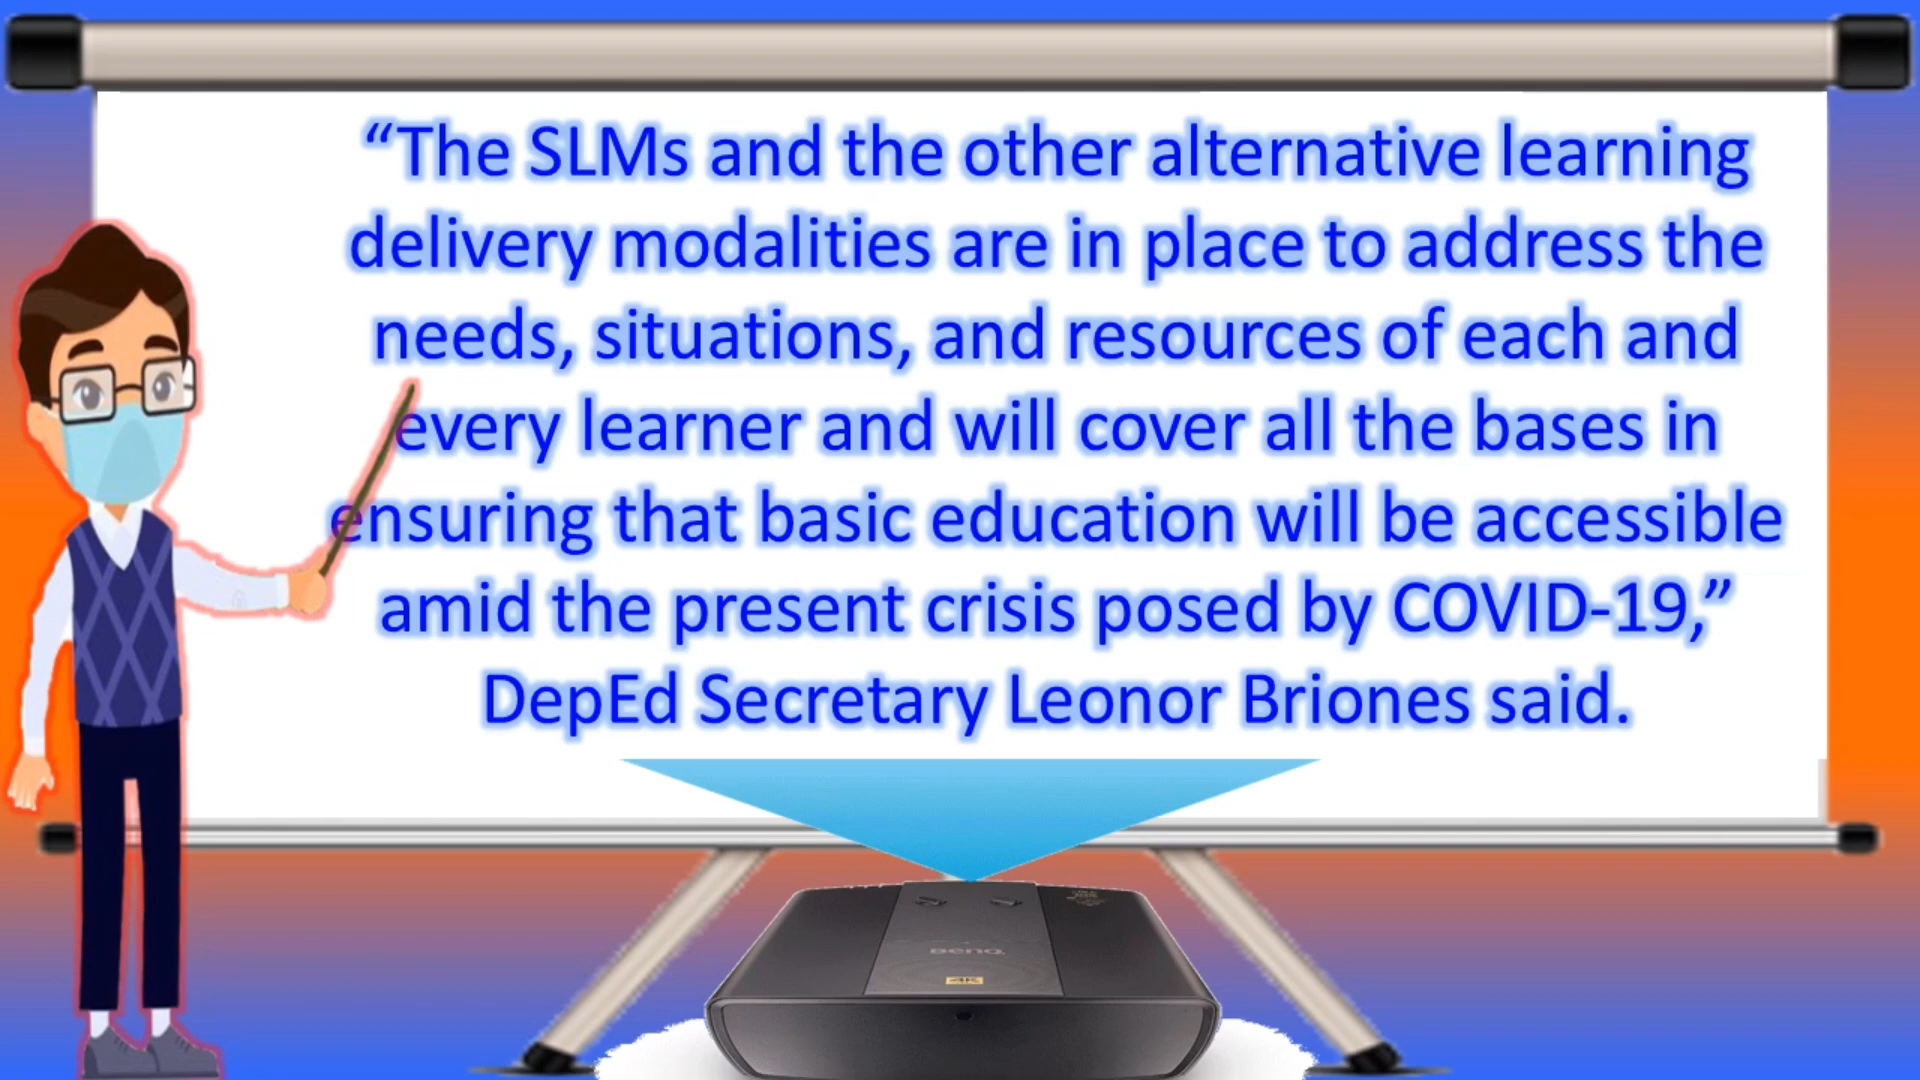 “The SLMs and the other alternative learning
delivery modalities are in place to address the
needs, situations, and resources of each and
every learner and will cover all the bases in
ensuring that basic education will be accessible
amid the present crisis posed by COVID-19,”
DepEd Secretary Leonor Briones said.
BenQ
4K